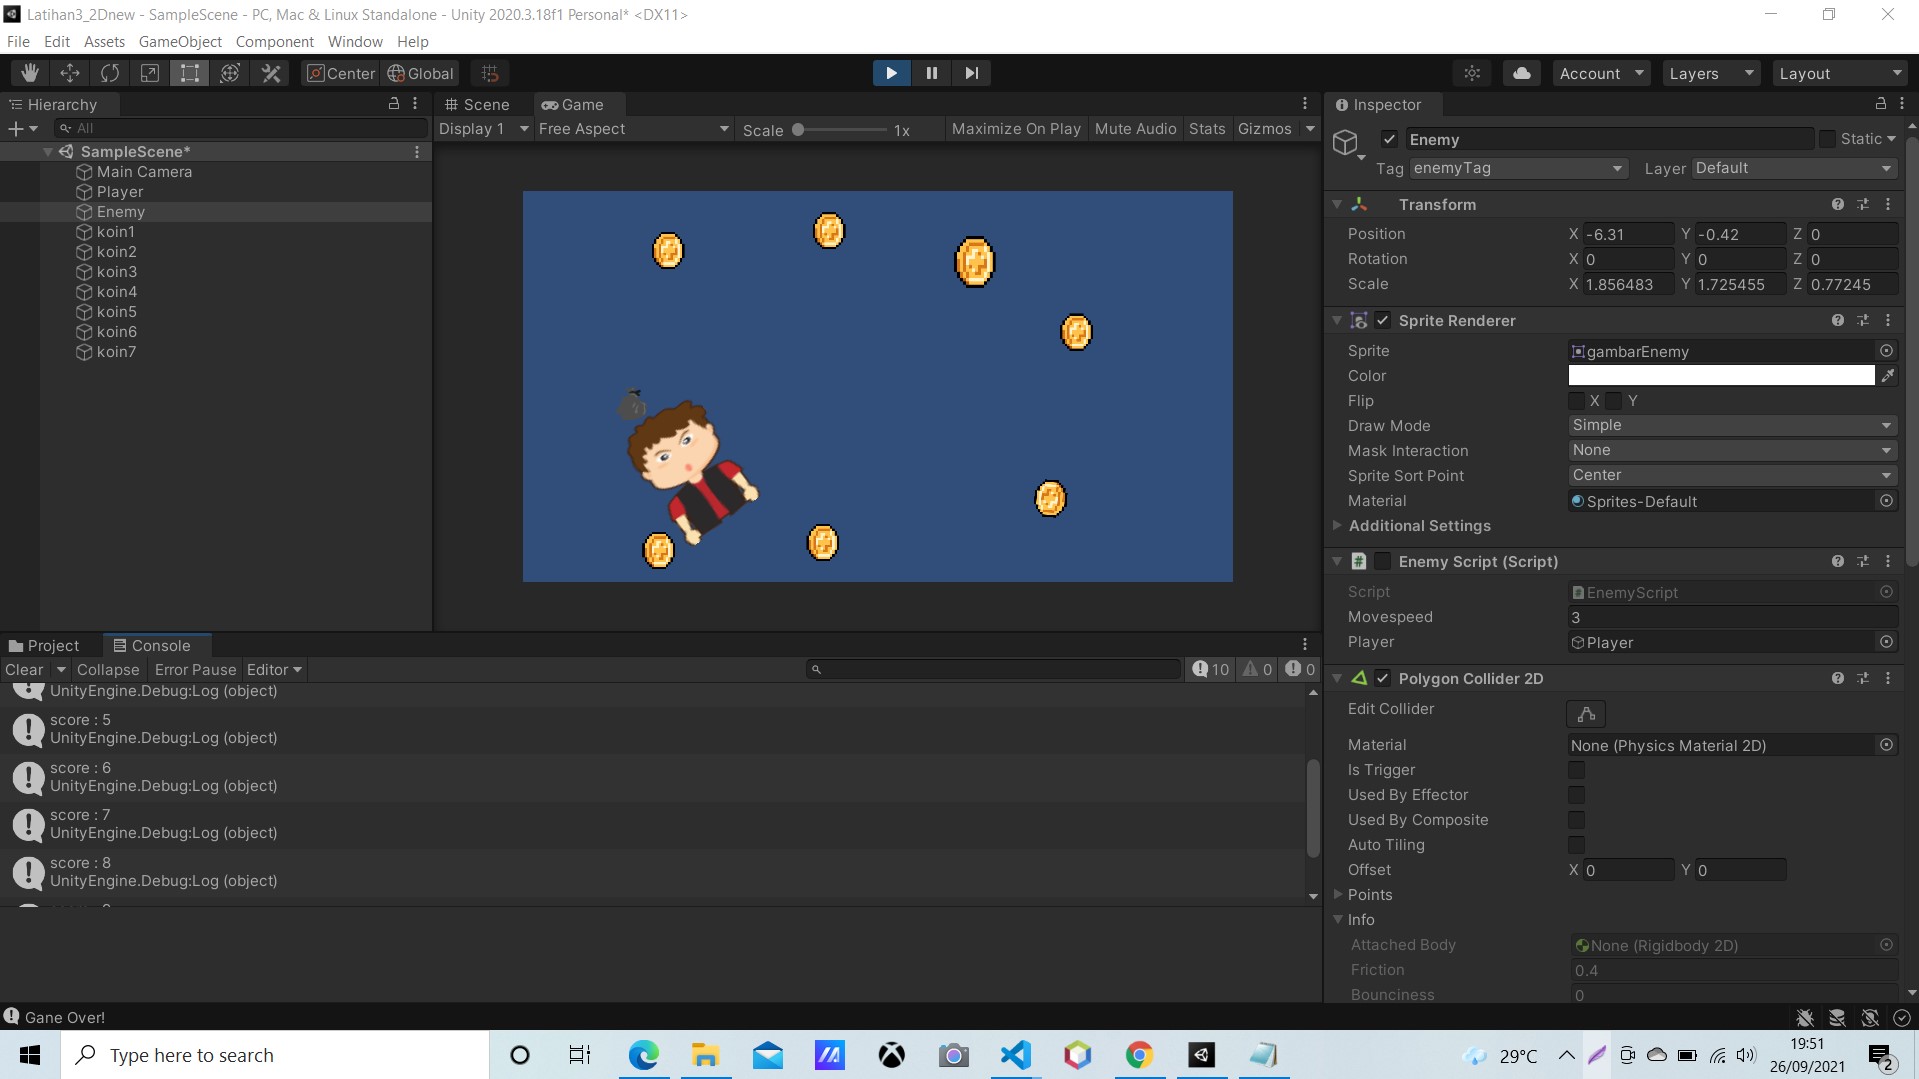 Latihan3_2Dnew - SampleScene - PC, Mac & Linux Standalone - Unity 2020.3.18f1 Personal* <DX11>
File Edit Assets GameObject Component Window Help
Center Global Account Layers Layout
Hierarchy
All
SampleScene*
Main Camera
Player
Enemy
koin1
koin2
koin3
koin4
koin5
koin6
koin7
Scene Game
Display 1 Free Aspect Scale 1x Maximize On Play Mute Audio Stats Gizmos
Inspector
Enemy Static
Tag enemyTag Layer Default
Transform
Position X -6.31 Y -0.42 Z 0
Rotation X 0 Y 0 Z 0
Scale X 1.856483 Y 1.725455 Z 0.77245
Sprite Renderer
Sprite gambarEnemy
Color
Flip X Y
Draw Mode Simple
Mask Interaction None
Sprite Sort Point Center
Material Sprites-Default
Additional Settings
# Enemy Script (Script)
Script # EnemyScript
Movespeed 3
Player Player
Polygon Collider 2D
Edit Collider
Material None (Physics Material 2D)
Is Trigger
Used By Effector
Used By Composite
Auto Tiling
Offset X 0 Y 0
Points
Info
Attached Body None (Rigidbody 2D)
Friction 0.4
Bounciness 0
Project Console
Clear Collapse Error Pause Editor 10 0 0
UnityEngine.Debug:Log (object)
score : 5
UnityEngine.Debug:Log (object)
score : 6
UnityEngine.Debug:Log (object)
score : 7
UnityEngine.Debug:Log (object)
score : 8
UnityEngine.Debug:Log (object)
Game Over!
Type here to search
29°C
19:51
26/09/2021
2